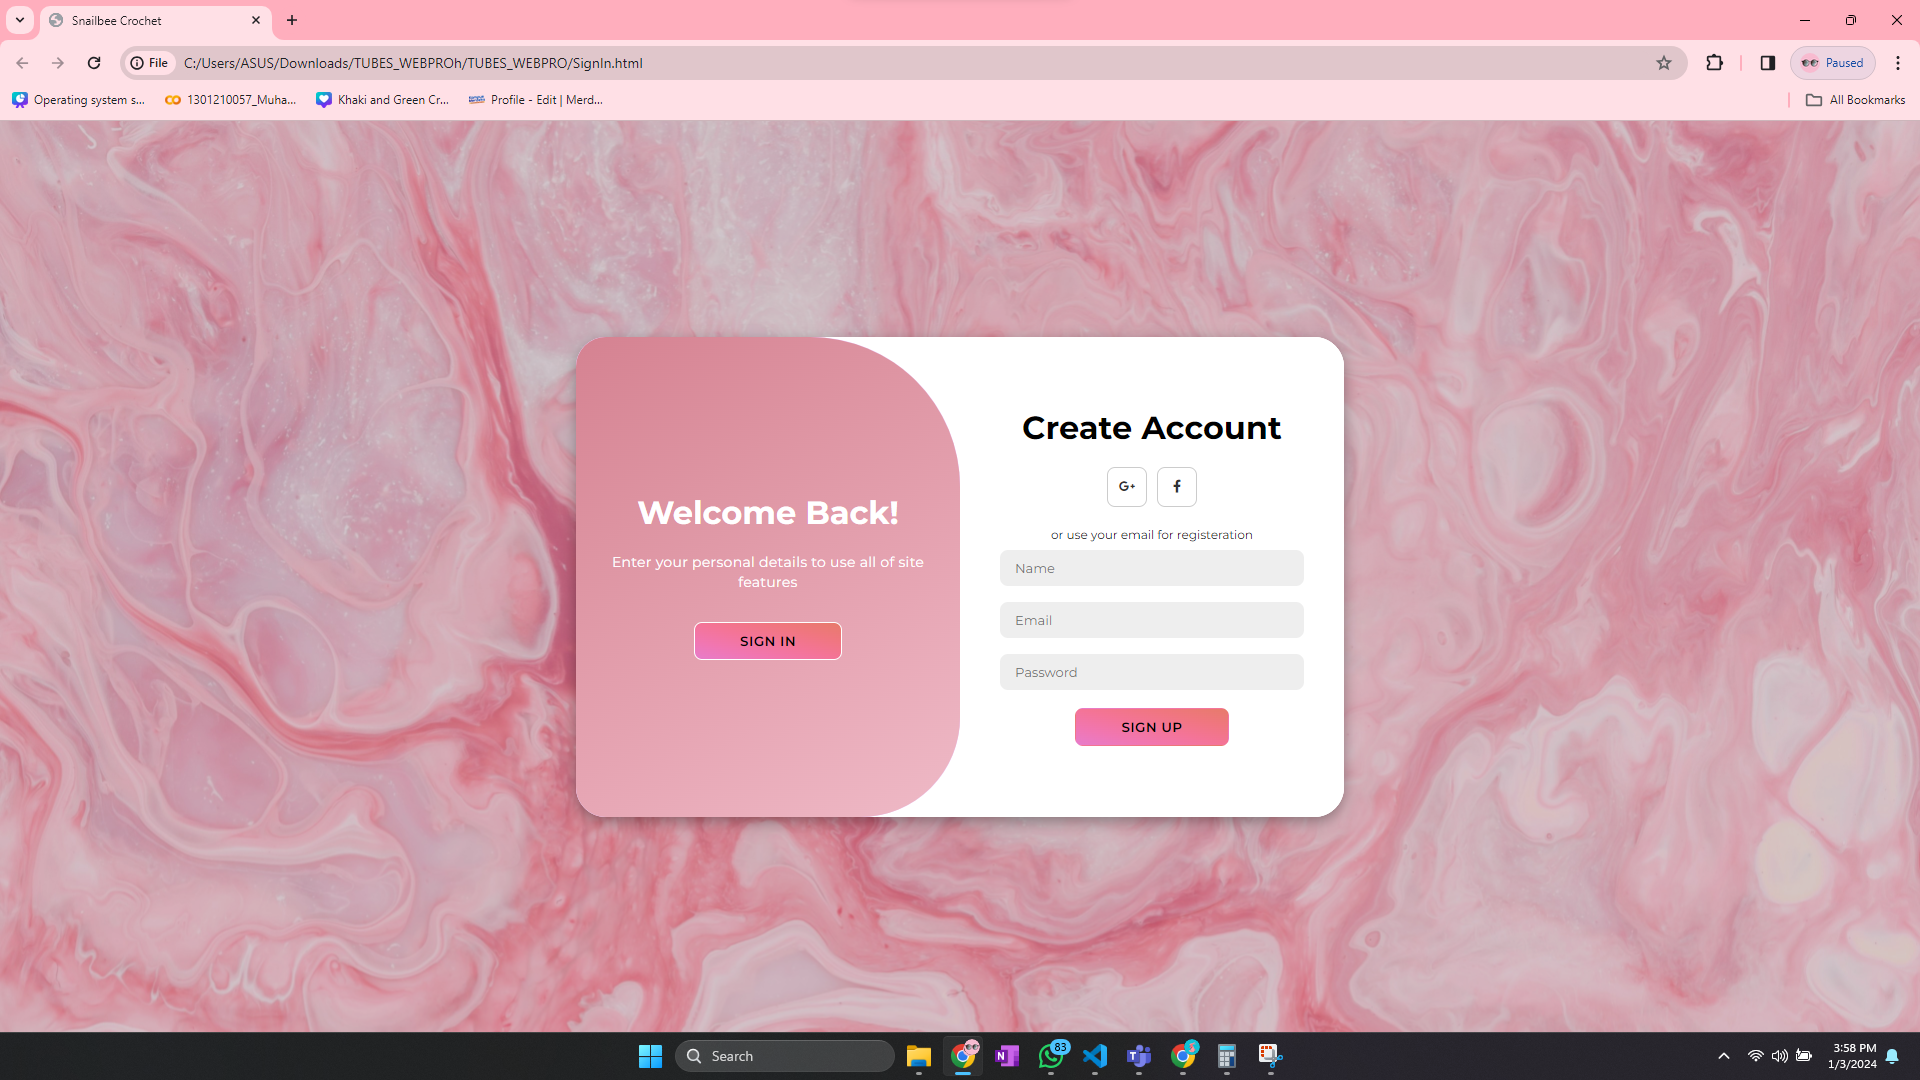 Snailbee Crochet
File
C:/Users/ASUS/Downloads/TUBES_WEBPROh/TUBES_WEBPRO/SignIn.html
Paused
Operating system s...
1301210057_Muha...
Khaki and Green Cr...
Profile - Edit | Merd...
All Bookmarks
Welcome Back!
Enter your personal details to use all of site
features
SIGN IN
Create Account
G+
f
or use your email for registeration
Name
Email
Password
SIGN UP
Search
N
83
T
3:58 PM
1/3/2024